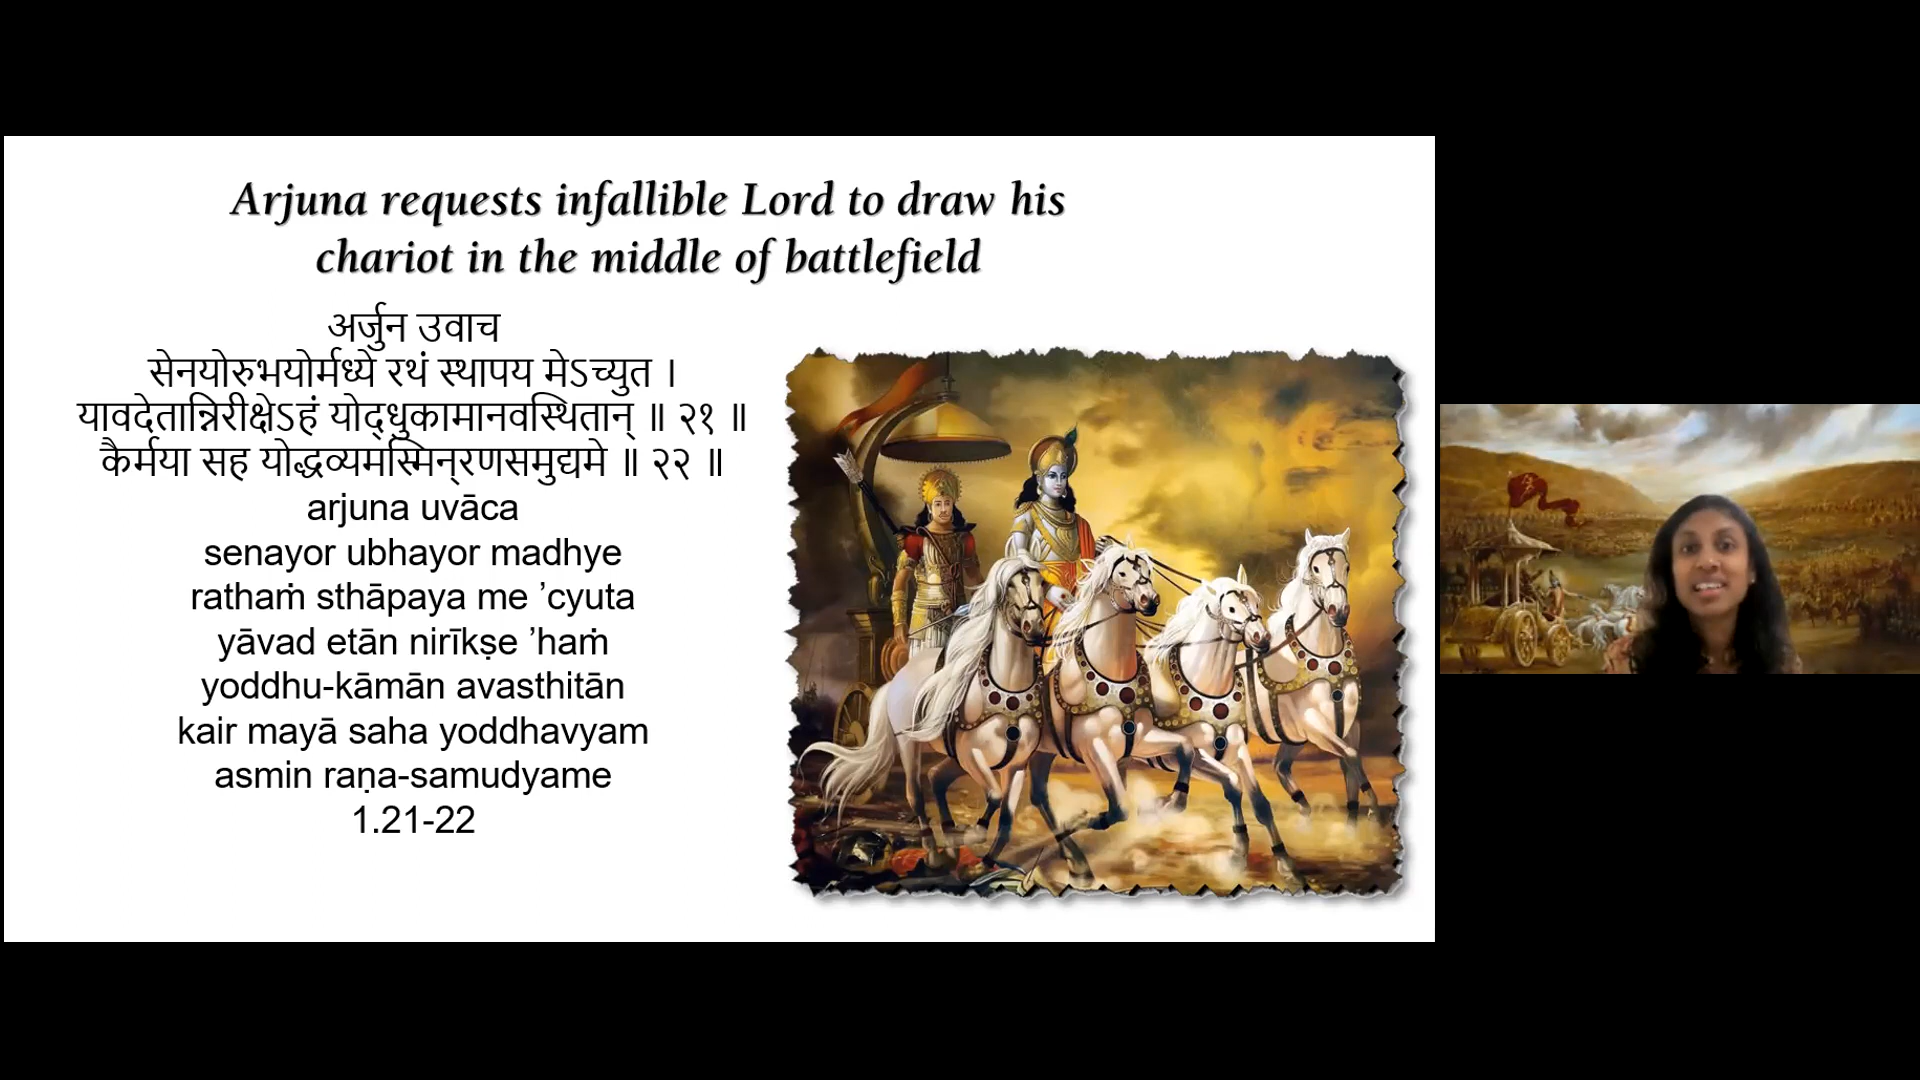 Arjuna requests infallible Lord to draw his
chariot in the middle of battlefield
अर्जुन उवाच
सेनयोरुभयोर्मध्ये रथं स्थापय मेऽच्युत ।
यावदेतान्निरीक्षेऽहं योद्‍धुकामानवस्थितान् ॥ २१ ॥
कैर्मया सह योद्धव्यमस्मिन्‍रणसमुद्यमे ॥ २२ ॥
arjuna uvāca
senayor ubhayor madhye
rathaṁ sthāpaya me ’cyuta
yāvad etān nirīkṣe ’haṁ
yoddhu-kāmān avasthitān
kair mayā saha yoddhavyam
asmin raṇa-samudyame
1.21-22